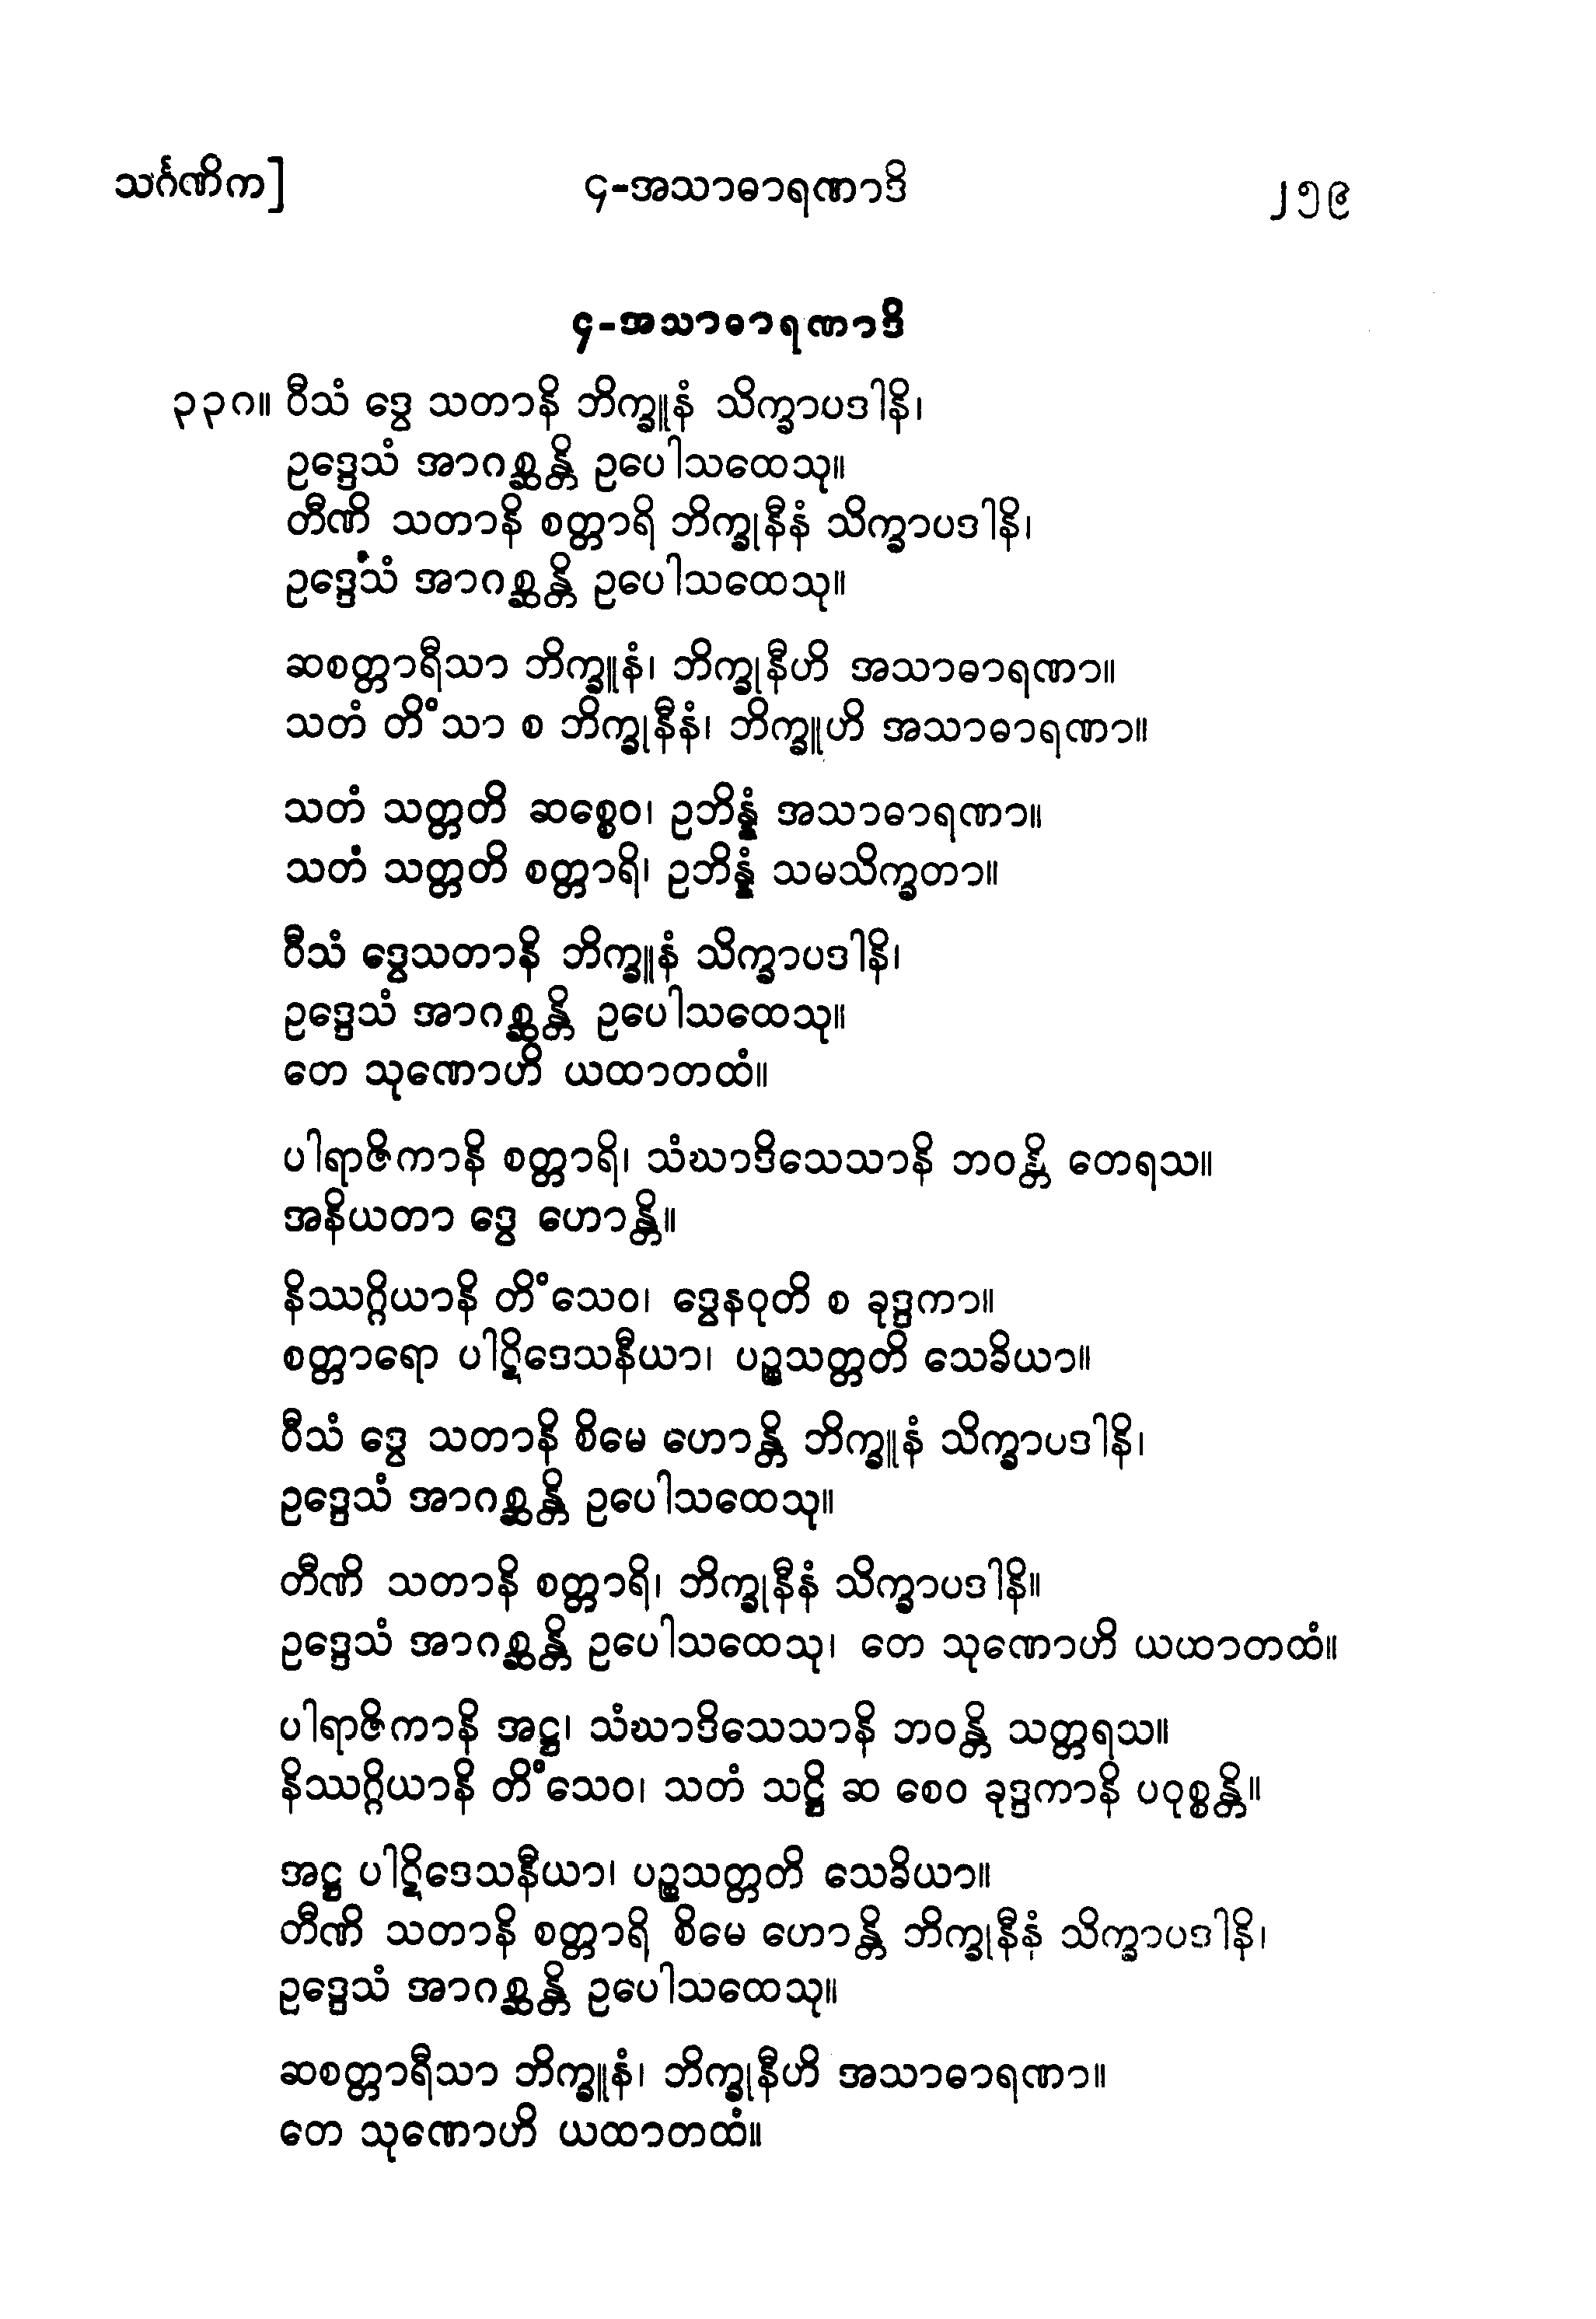 သင်္ဂဏိက]
၄-အသာဓာရဏာဒိ
၂၅၉
၄-အသာဓာရဏာဒိ
၃၃၈။ ဝီသံ ဒွေ သတာနိ ဘိက္ခူနံ သိက္ခာပဒါနိ၊
ဥဒ္ဒေသံ အာဂစ္ဆန္တိ ဥပေါသထေသု။
တီဏိ သတာနိ စတ္တာရိ ဘိက္ခုနီနံ သိက္ခာပဒါနိ၊
ဥဒ္ဒေသံ အာဂစ္ဆန္တိ ဥပေါသထေသု။
ဆစတ္တာရီသာ ဘိက္ခူနံ၊ ဘိက္ခုနီဟိ အသာဓာရဏာ။
သတံ တိံသာ စ ဘိက္ခုနီနံ၊ ဘိက္ခူဟိ အသာဓာရဏာ။
သတံ သတ္တတိ ဆစ္စေဝ၊ ဥဘိန္နံ အသာဓာရဏာ။
သတံ သတ္တတိ စတ္တာရိ၊ ဥဘိန္နံ သမသိက္ခတာ။
ဝီသံ ဒွေသတာနိ ဘိက္ခူနံ သိက္ခာပဒါနိ၊
ဥဒ္ဒေသံ အာဂစ္ဆန္တိ ဥပေါသထေသု။
တေ သုဏောဟိ ယထာတထံ။
ပါရာဇိကာနိ စတ္တာရိ၊ သံဃာဒိသေသာနိ ဘဝန္တိ တေရသ။
အနိယတာ ဒွေ ဟောန္တိ။
နိဿဂ္ဂိယာနိ တိံသေဝ၊ ဒွေနဝုတိ စ ခုဒ္ဒကာ။
စတ္တာရော ပါဋိဒေသနီယာ၊ ပဉ္စသတ္တတိ သေခိယာ။
ဝီသံ ဒွေ သတာနိ စိမေ ဟောန္တိ ဘိက္ခူနံ သိက္ခာပဒါနိ၊
ဥဒ္ဒေသံ အာဂစ္ဆန္တိ ဥပေါသထေသု။
တီဏိ သတာနိ စတ္တာရိ၊ ဘိက္ခုနီနံ သိက္ခာပဒါနိ။
ဥဒ္ဒေသံ အာဂစ္ဆန္တိ ဥပေါသထေသု၊ တေ သုဏောဟိ ယထာတထံ။
ပါရာဇိကာနိ အဋ္ဌ၊ သံဃာဒိသေသာနိ ဘဝန္တိ သတ္တရသ။
နိဿဂ္ဂိယာနိ တိံသေဝ၊ သတံ သဋ္ဌိ ဆ စေဝ ခုဒ္ဒကာနိ ပဝုစ္စန္တိ။
အဋ္ဌ ပါဋိဒေသနီယာ၊ ပဉ္စသတ္တတိ သေခိယာ။
တီဏိ သတာနိ စတ္တာရိ စိမေ ဟောန္တိ ဘိက္ခုနီနံ သိက္ခာပဒါနိ၊
ဥဒ္ဒေသံ အာဂစ္ဆန္တိ ဥပေါသထေသု။
ဆစတ္တာရီသာ ဘိက္ခူနံ၊ ဘိက္ခုနီဟိ အသာဓာရဏာ။
တေ သုဏောဟိ ယထာတထံ။